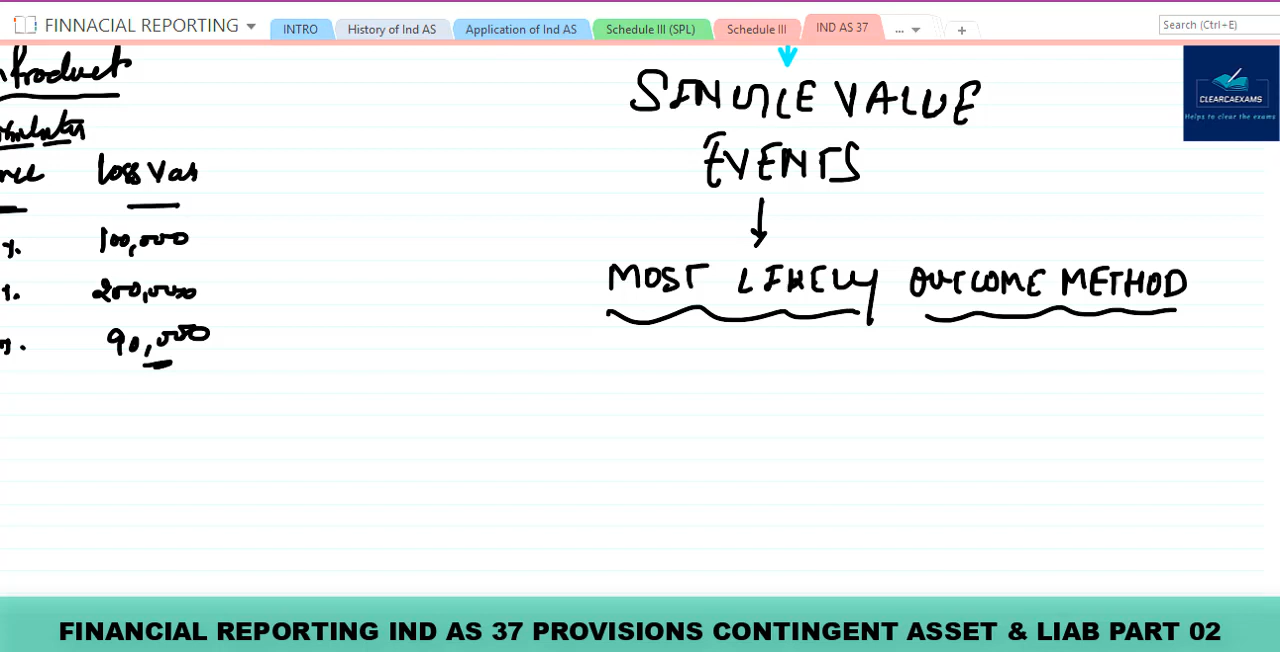 FINNACIAL REPORTING
INTRO
History of Ind AS
Application of Ind AS
Schedule III (SPL)
Schedule III
IND AS 37
...
+
Search (Ctrl+E)
CLEARCAEXAMS
Helps to clear the exams
SINGLE VALUE
EVENTS
MOST LIKELY OUTCOME METHOD
loss Val
100,000
200,000
90,000
FINANCIAL REPORTING IND AS 37 PROVISIONS CONTINGENT ASSET & LIAB PART 02